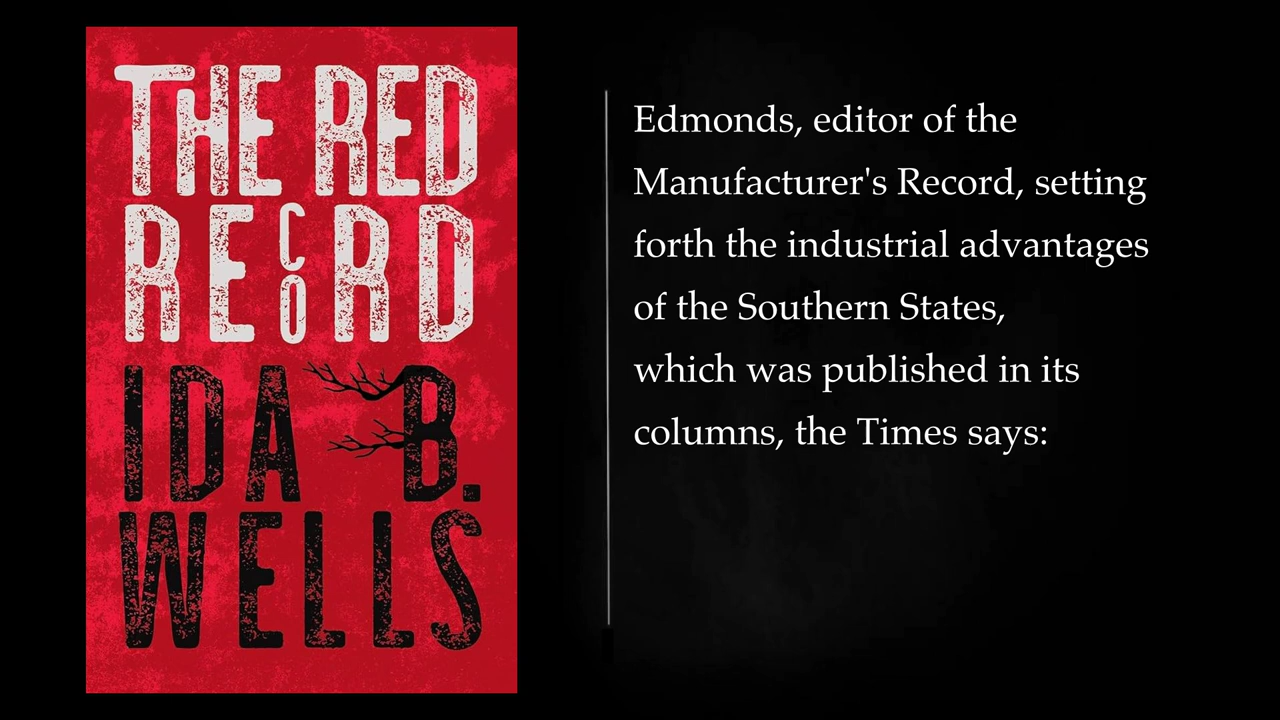 THE RED
RECORD
IDA B.
WELLS
Edmonds, editor of the
Manufacturer's Record, setting
forth the industrial advantages
of the Southern States,
which was published in its
columns, the Times says: